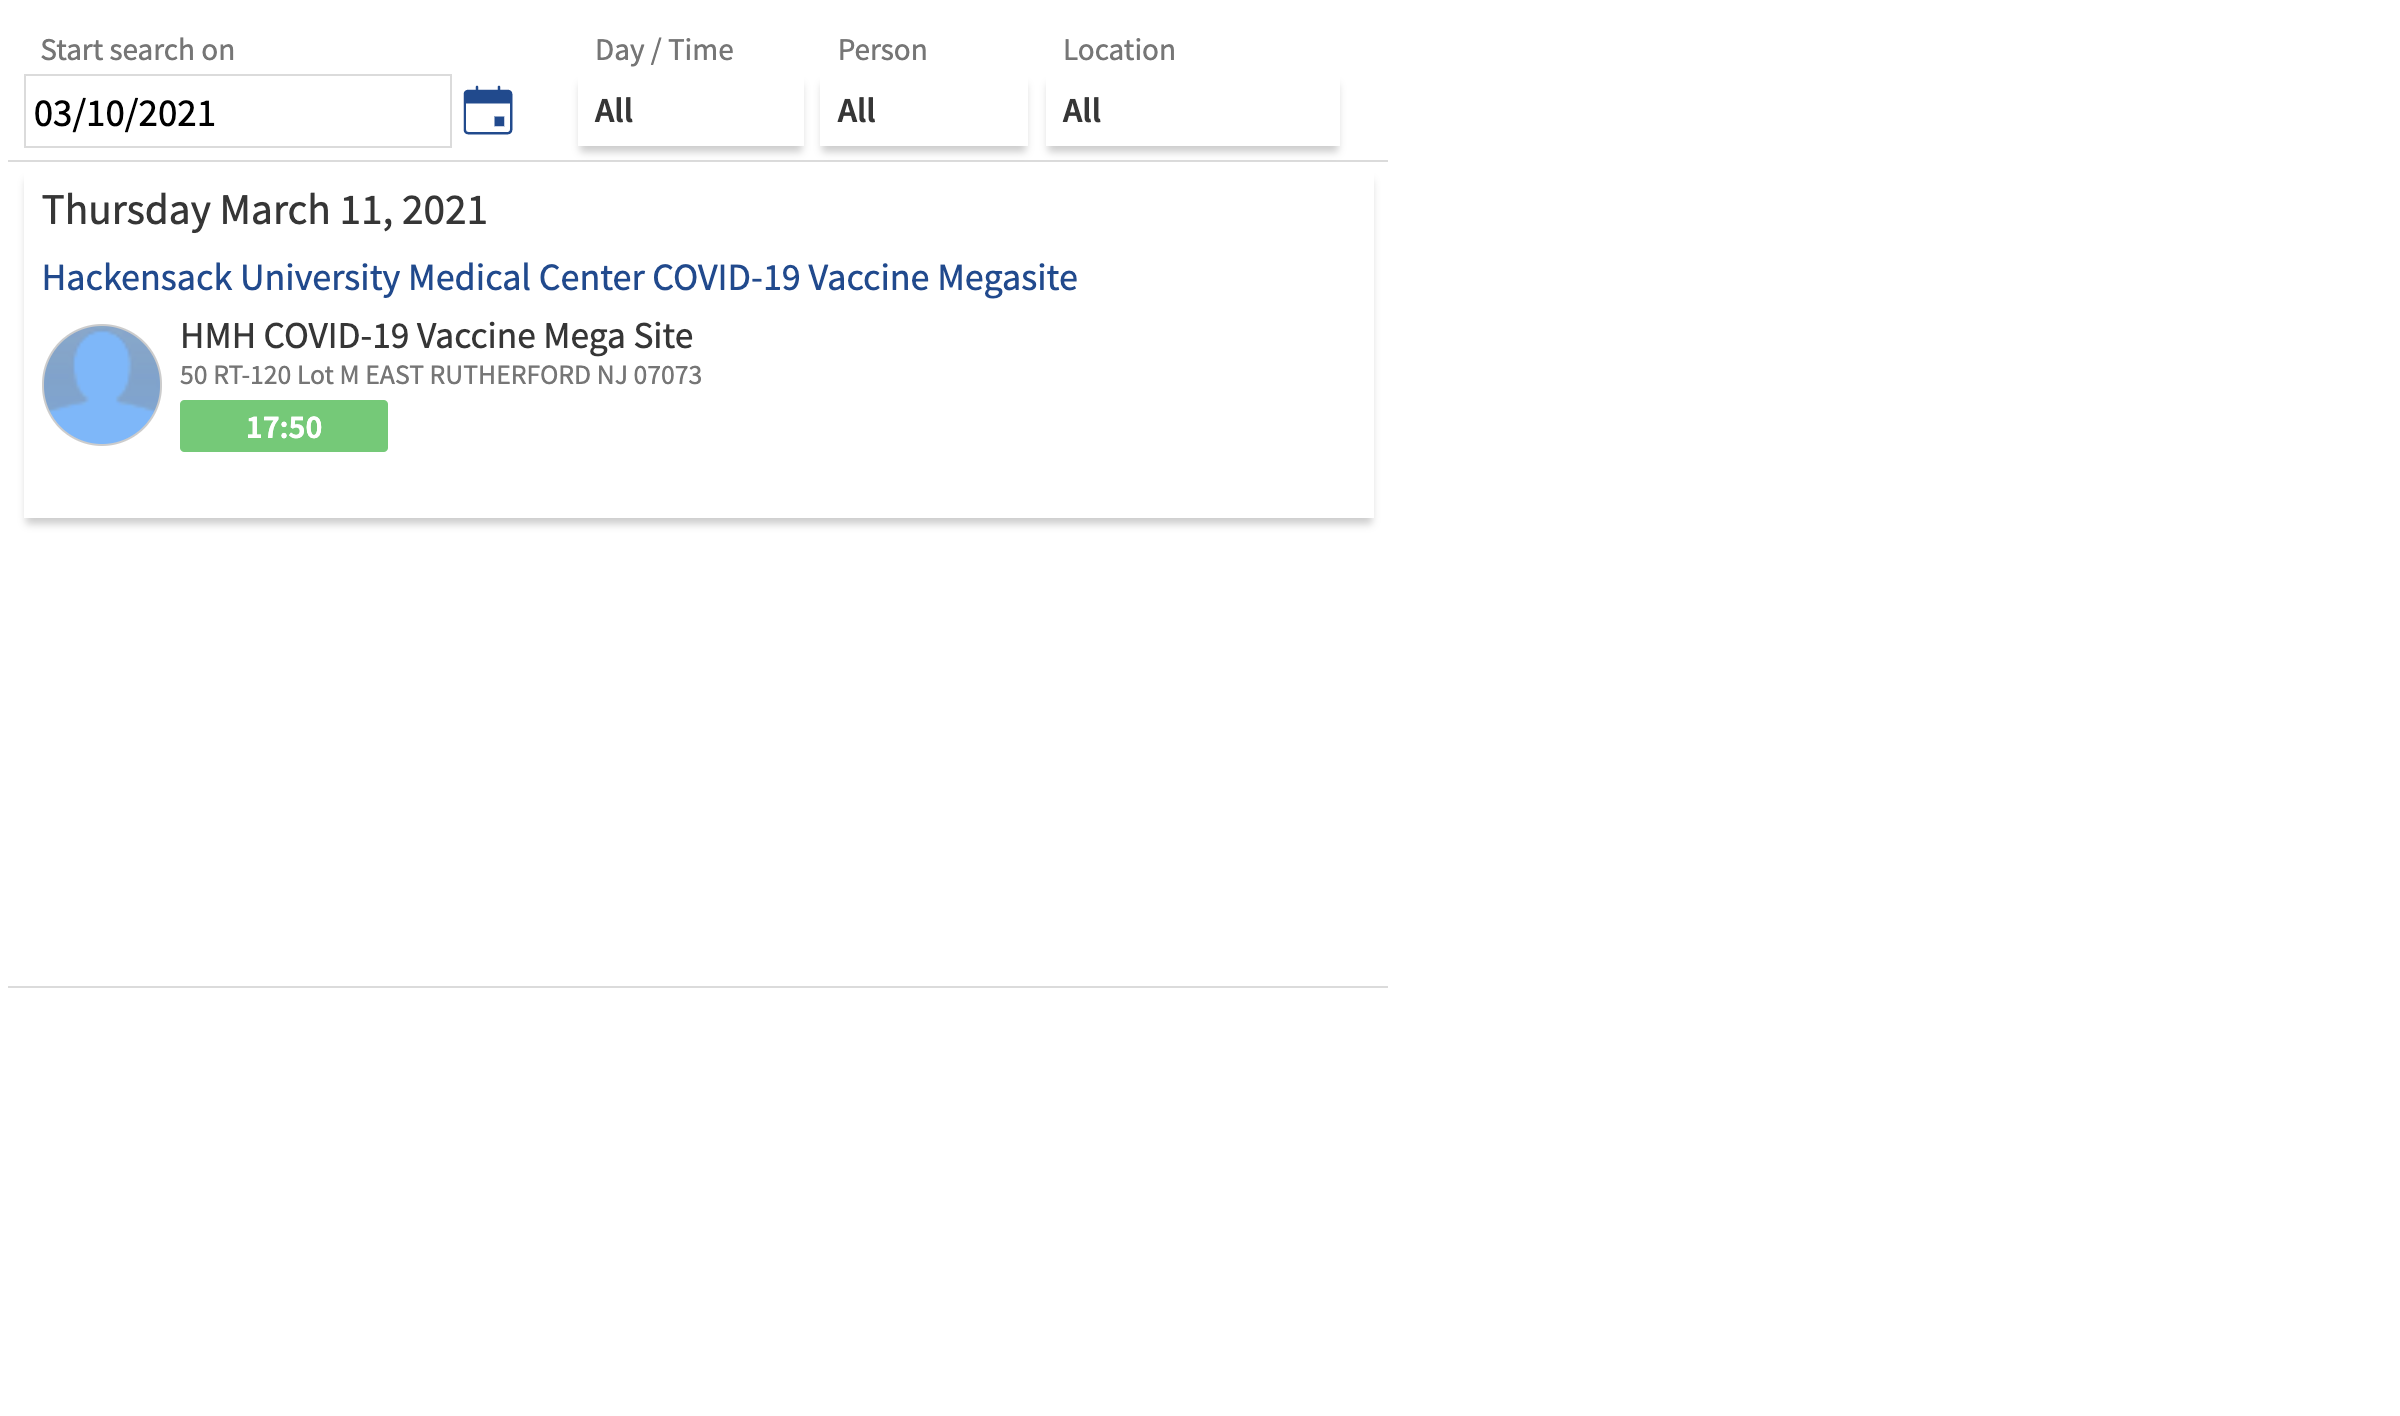 Start search on
Day / Time
Person
Location
03/10/2021
All
All
All
Thursday March 11, 2021
Hackensack University Medical Center COVID-19 Vaccine Megasite
HMH COVID-19 Vaccine Mega Site
50 RT-120 Lot M EAST RUTHERFORD NJ 07073
17:50